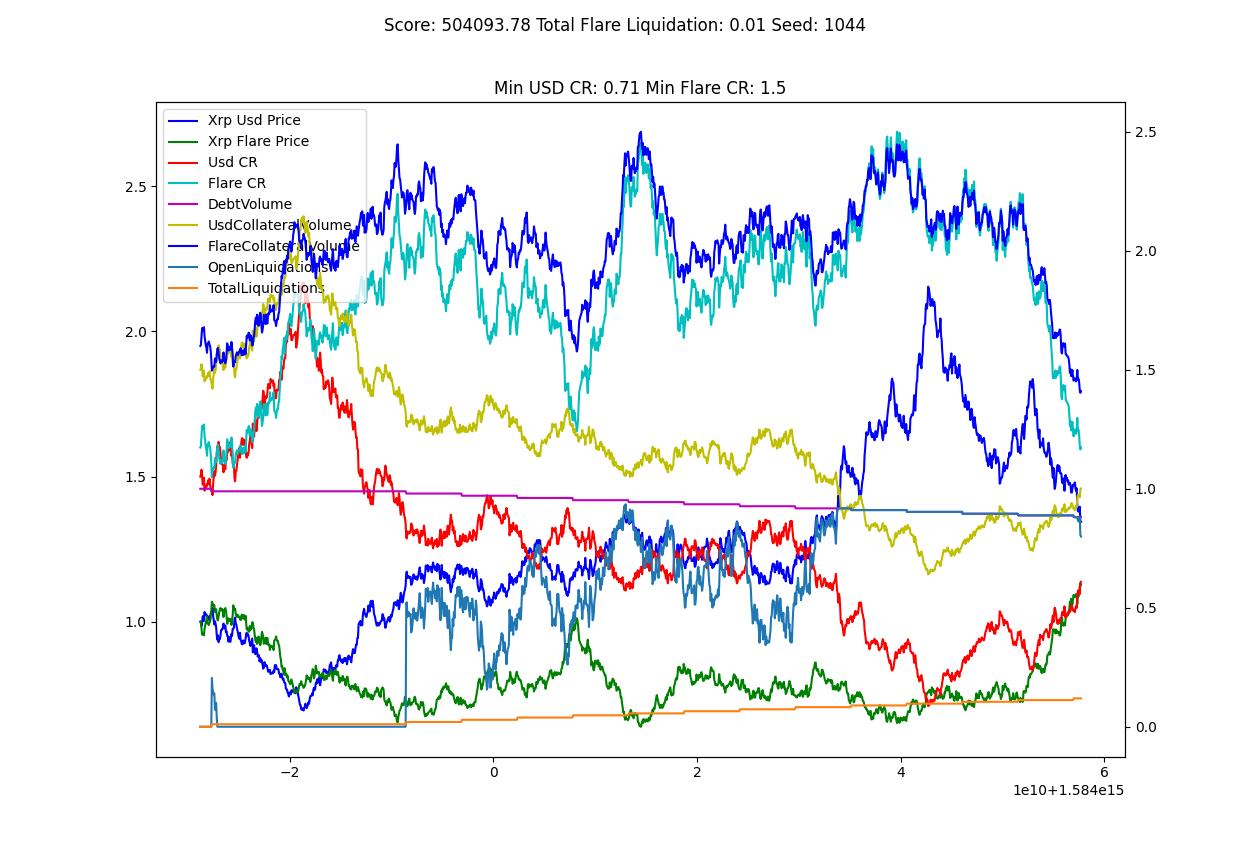 Score: 504093.78 Total Flare Liquidation: 0.01 Seed: 1044
Min USD CR: 0.71 Min Flare CR: 1.5
Xrp Usd Price
Xrp Flare Price
Usd CR
Flare CR
DebtVolume
UsdCollateralVolume
FlareCollateralVolume
OpenLiquidations
TotalLiquidations
2.5
2.0
1.5
1.0
2.5
2.0
1.5
1.0
0.5
0.0
−2 0 2 4 6
1e10+1.584e15